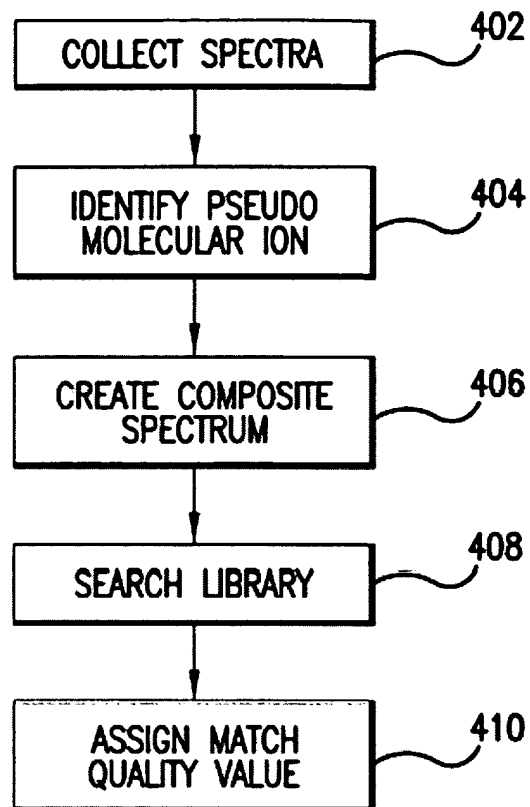 COLLECT SPECTRA
402
IDENTIFY PSEUDO
MOLECULAR ION
404
CREATE COMPOSITE
SPECTRUM
406
SEARCH LIBRARY
408
ASSIGN MATCH
QUALITY VALUE
410